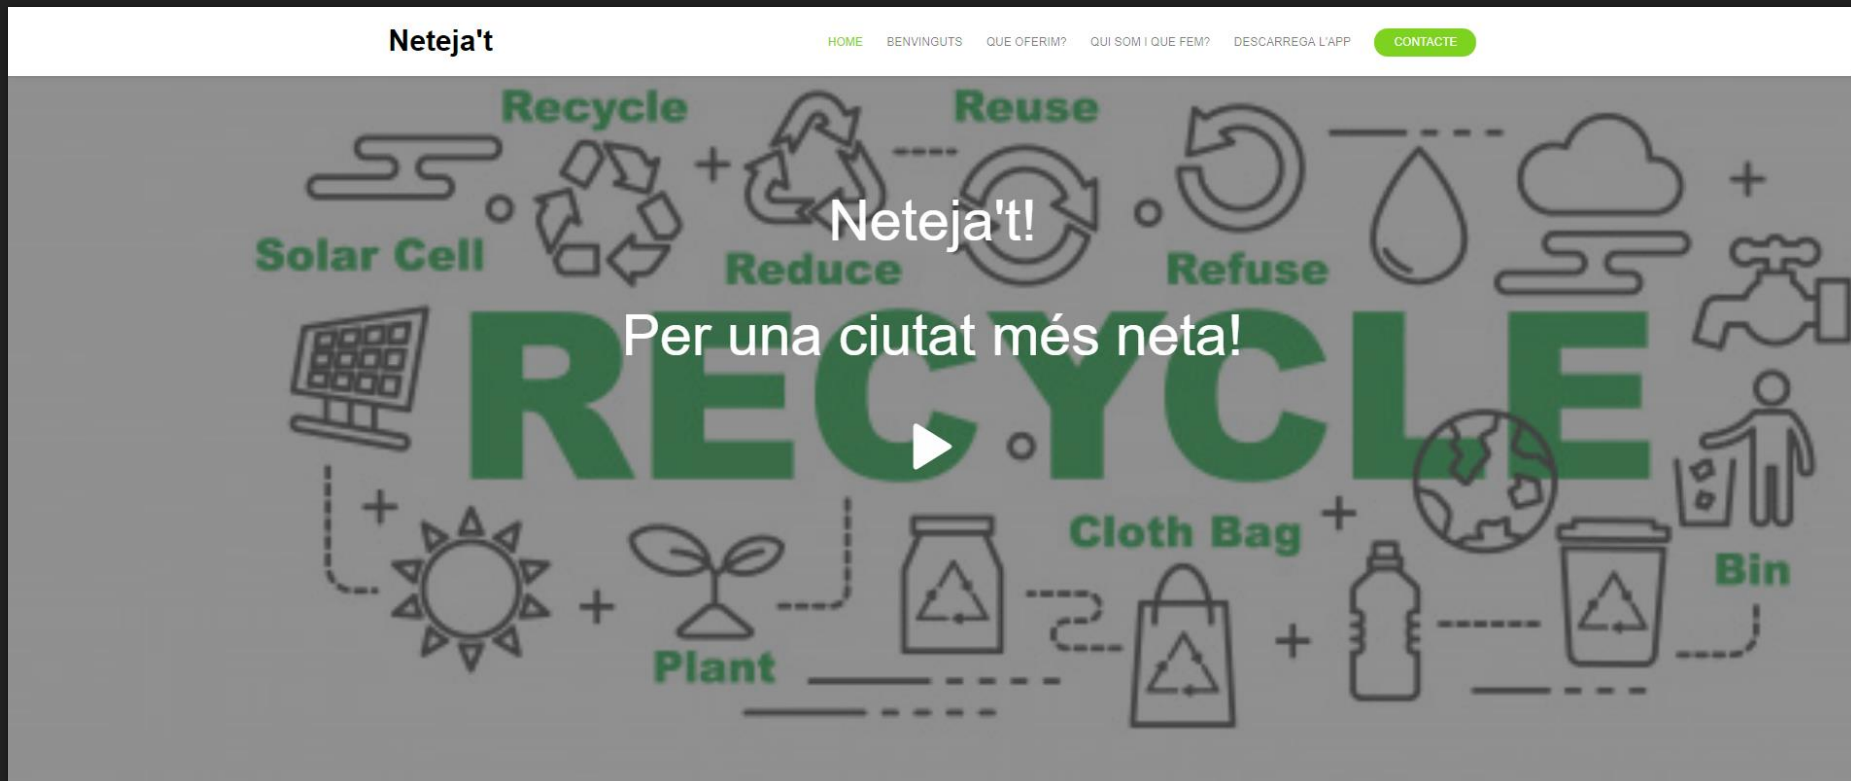 Neteja't
HOME BENVINGUTS QUE OFERIM? QUI SOM I QUE FEM? DESCARREGA L'APP CONTACTE
Recycle Reuse
Neteja't!
Solar Cell Reduce Refuse
RECYCLE
Per una ciutat més neta!
Cloth Bag
Bin
Plant